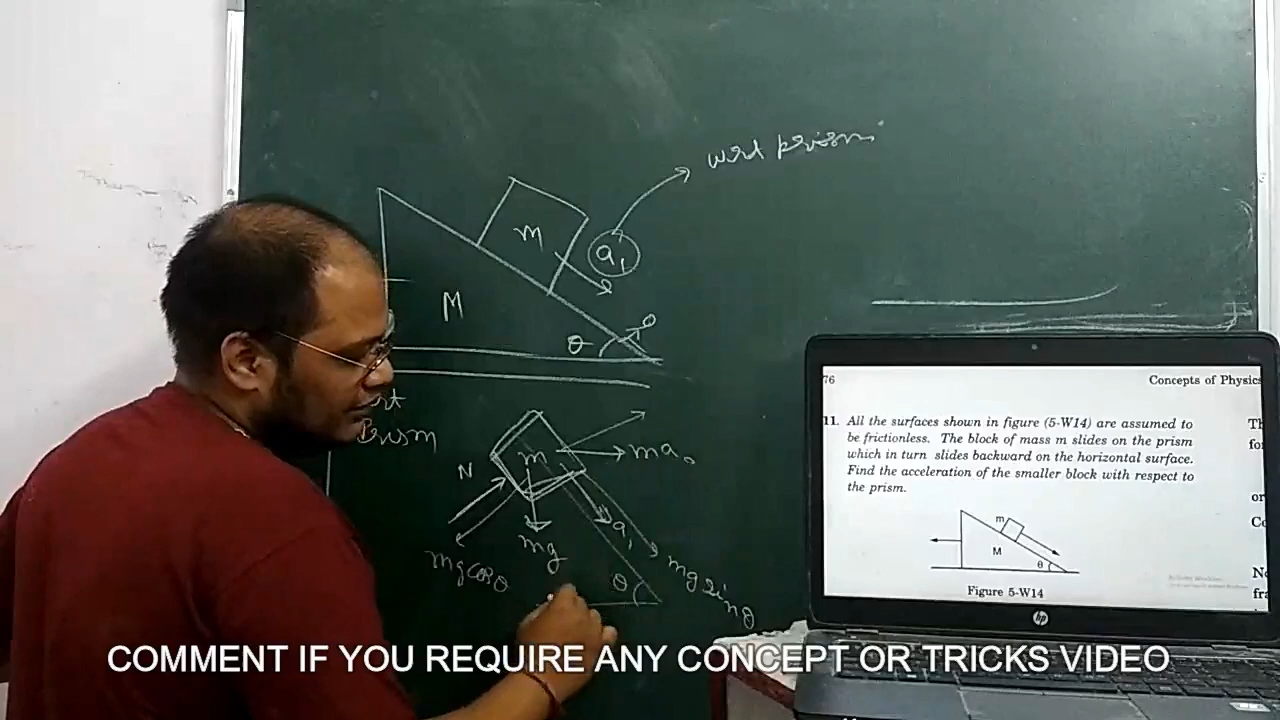 wrt prism
m
a₁
M
θ
Prism
m
ma₀
N
a₁
mg
mg cosθ
mg sinθ
θ
76
Concepts of Physics
11. All the surfaces shown in figure (5-W14) are assumed to
be frictionless. The block of mass m slides on the prism
which in turn slides backward on the horizontal surface.
Find the acceleration of the smaller block with respect to
the prism.
m
M
θ
Figure 5-W14
hp
COMMENT IF YOU REQUIRE ANY CONCEPT OR TRICKS VIDEO